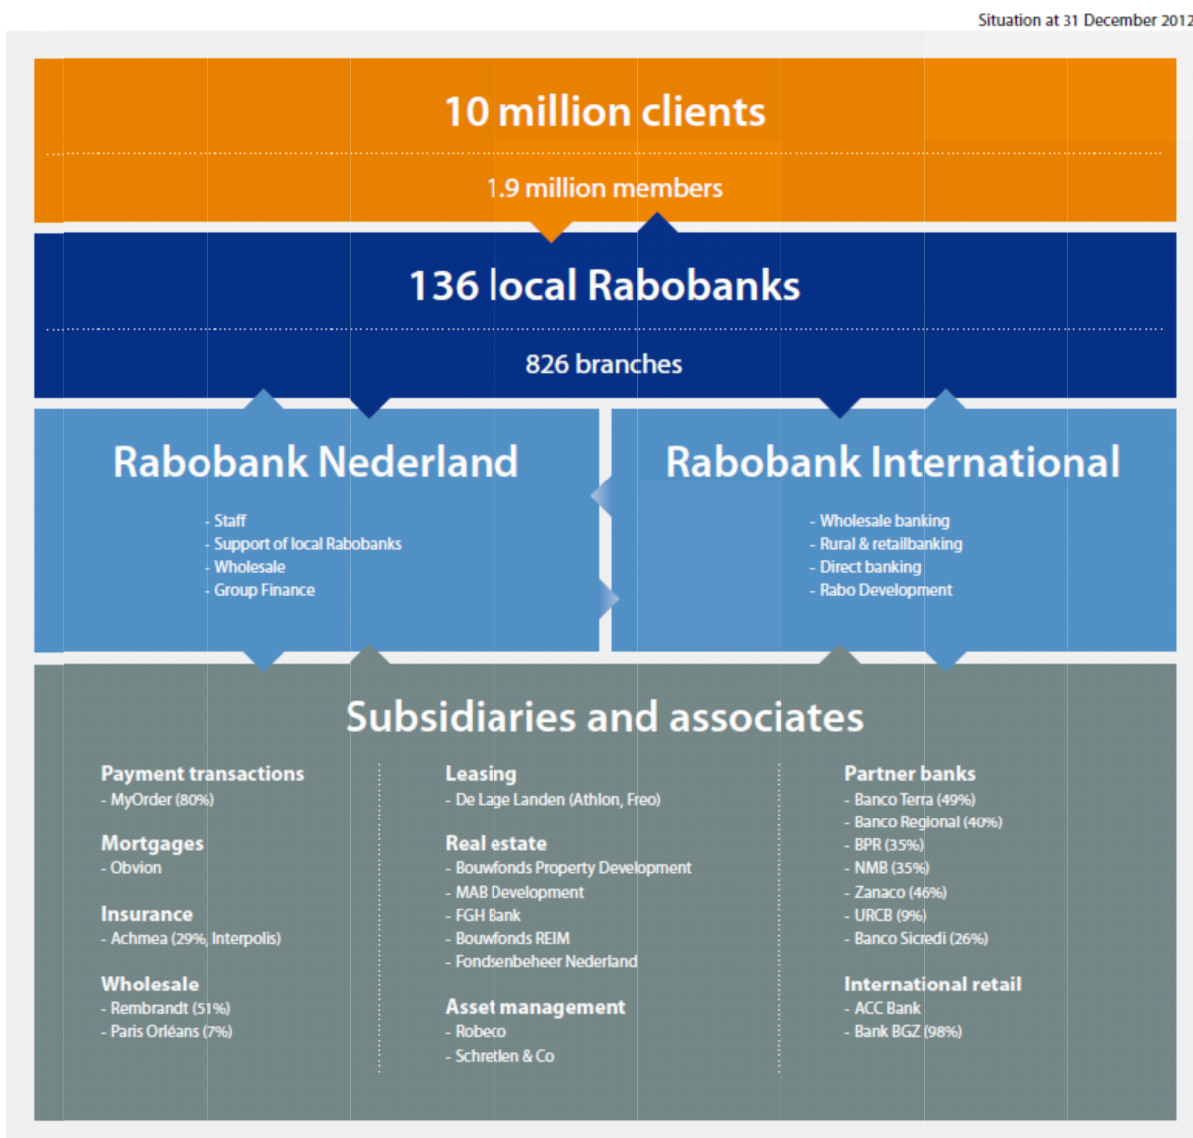 Situation at 31 December 2012
10 million clients
1.9 million members
136 local Rabobanks
826 branches
Rabobank Nederland
- Staff
- Support of local Rabobanks
- Wholesale
- Group Finance
Rabobank International
- Wholesale banking
- Rural & retailbanking
- Direct banking
- Rabo Development
Subsidiaries and associates
Payment transactions
- MyOrder (80%)
Mortgages
- Obvion
Insurance
- Achmea (29%, Interpolis)
Wholesale
- Rembrandt (51%)
- Paris Orléans (7%)
Leasing
- De Lage Landen (Athlon, Freo)
Real estate
- Bouwfonds Property Development
- MAB Development
- FGH Bank
- Bouwfonds REIM
- Fondsenbeheer Nederland
Asset management
- Robeco
- Schretlen & Co
Partner banks
- Banco Terra (49%)
- Banco Regional (40%)
- BPR (35%)
- NMB (35%)
- Zanaco (46%)
- URCB (9%)
- Banco Sicredi (26%)
International retail
- ACC Bank
- Bank BGZ (98%)